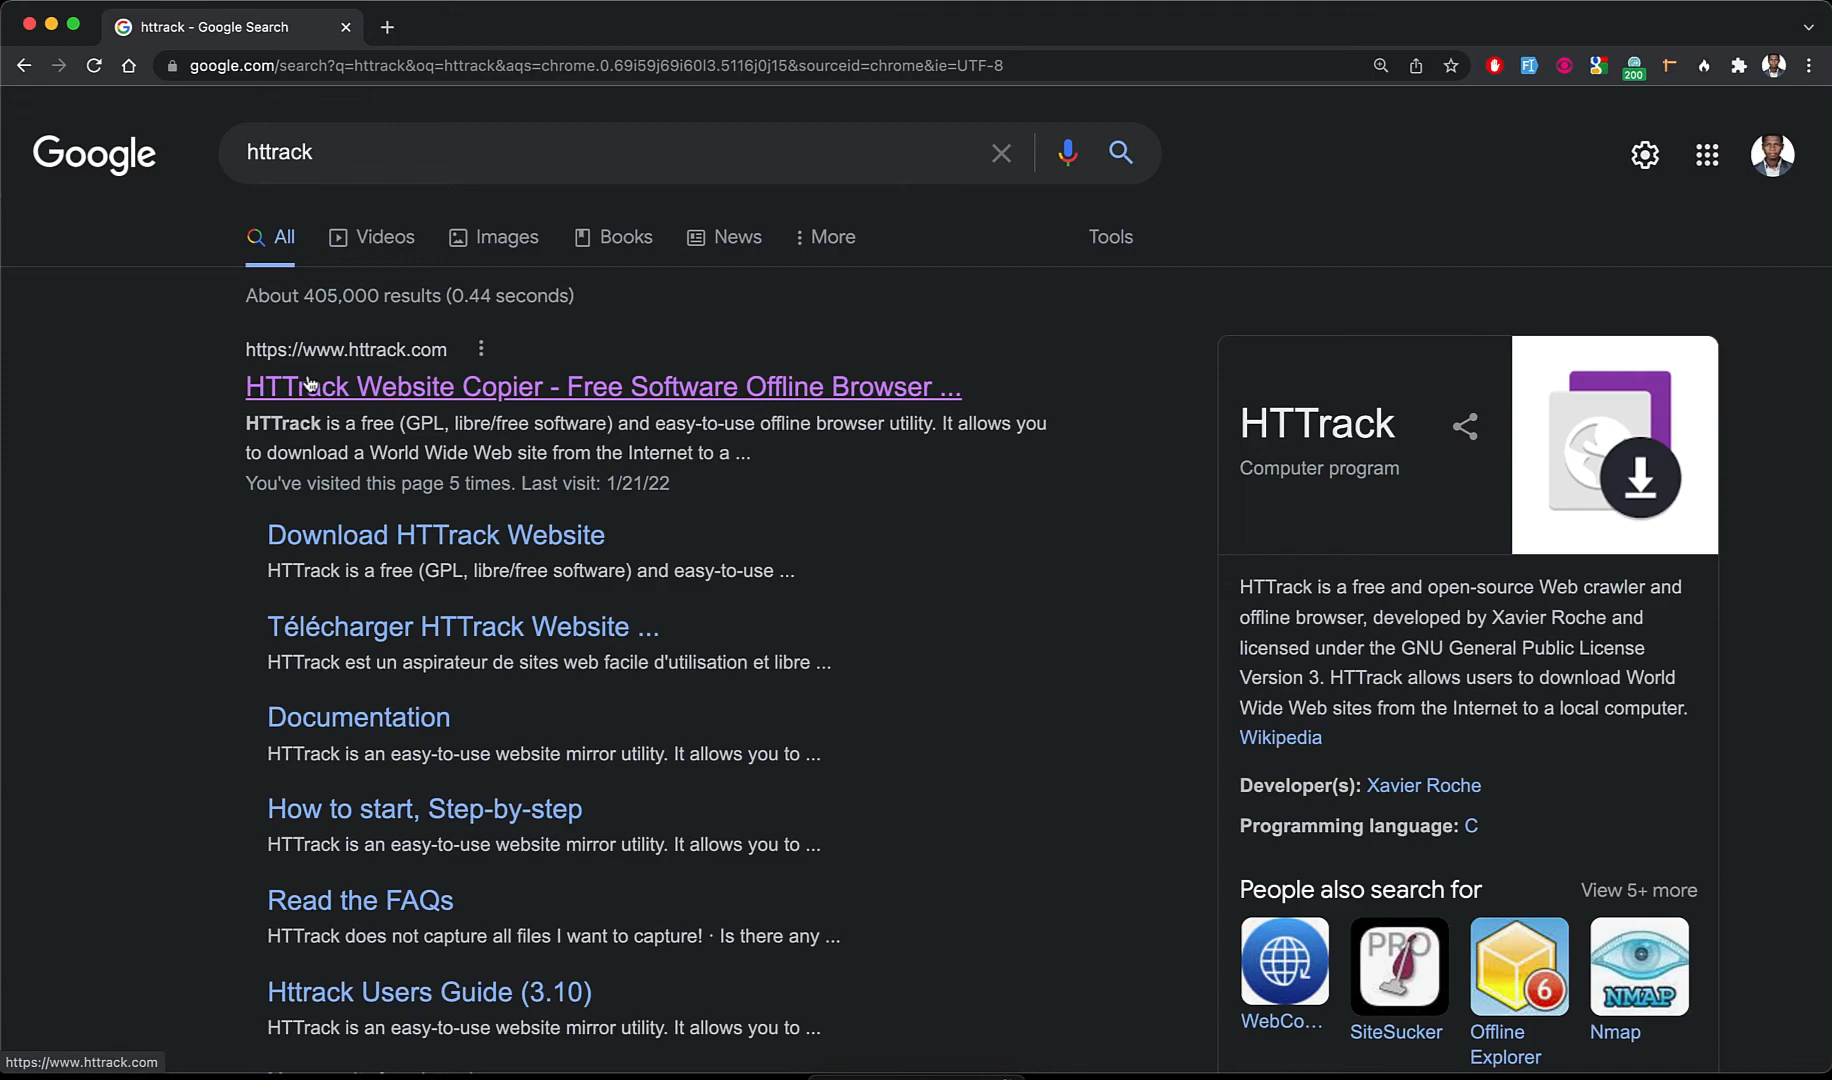 httrack - Google Search
google.com/search?q=httrack&oq=httrack&aqs=chrome.0.69i59j69i60l3.5116j0j15&sourceid=chrome&ie=UTF-8
200
Google
httrack
All
Videos
Images
Books
News
More
Tools
About 405,000 results (0.44 seconds)
https://www.httrack.com
HTTrack Website Copier - Free Software Offline Browser ...
HTTrack is a free (GPL, libre/free software) and easy-to-use offline browser utility. It allows you
to download a World Wide Web site from the Internet to a ...
You've visited this page 5 times. Last visit: 1/21/22
Download HTTrack Website
HTTrack is a free (GPL, libre/free software) and easy-to-use ...
Télécharger HTTrack Website ...
HTTrack est un aspirateur de sites web facile d'utilisation et libre ...
Documentation
HTTrack is an easy-to-use website mirror utility. It allows you to ...
How to start, Step-by-step
HTTrack is an easy-to-use website mirror utility. It allows you to ...
Read the FAQs
HTTrack does not capture all files I want to capture! · Is there any ...
Httrack Users Guide (3.10)
HTTrack is an easy-to-use website mirror utility. It allows you to ...
https://www.httrack.com
HTTrack
Computer program
HTTrack is a free and open-source Web crawler and
offline browser, developed by Xavier Roche and
licensed under the GNU General Public License
Version 3. HTTrack allows users to download World
Wide Web sites from the Internet to a local computer.
Wikipedia
Developer(s): Xavier Roche
Programming language: C
People also search for
View 5+ more
PRO
6
NMAP
WebCo...
SiteSucker
Offline
Explorer
Nmap